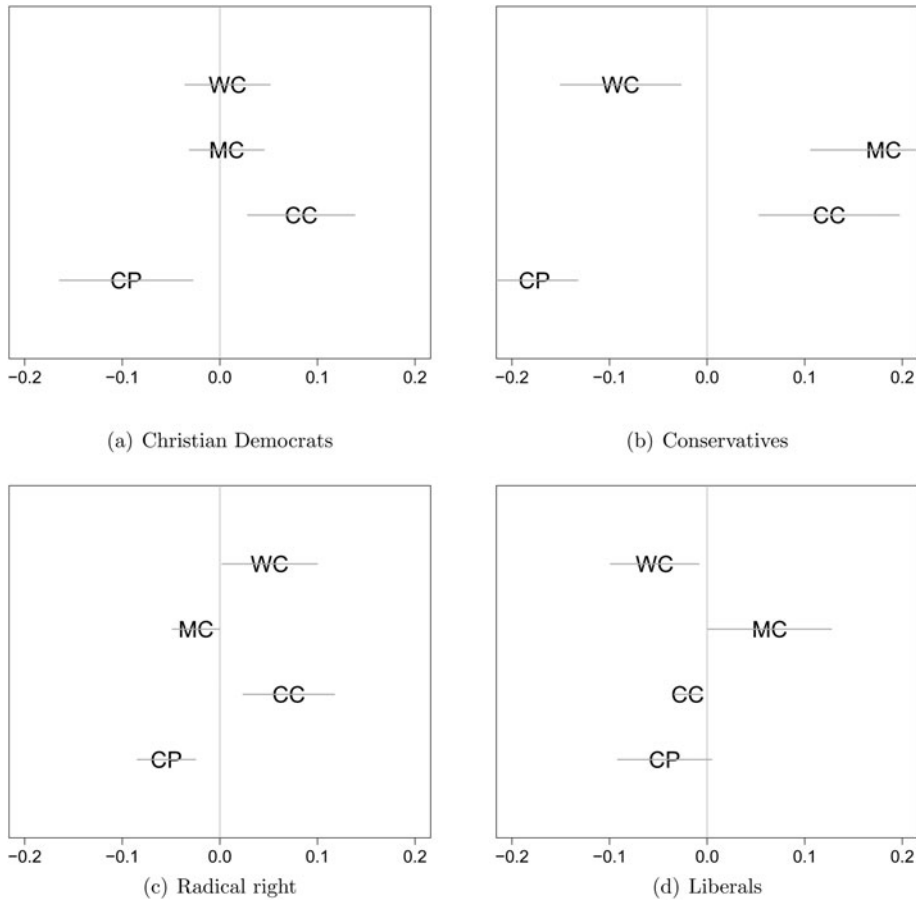 WC
MC
CC
CP
−0.2 −0.1 0.0 0.1 0.2
(a) Christian Democrats
WC
MC
CC
CP
−0.2 −0.1 0.0 0.1 0.2
(b) Conservatives
WC
MC
CC
CP
−0.2 −0.1 0.0 0.1 0.2
(c) Radical right
WC
MC
CC
CP
−0.2 −0.1 0.0 0.1 0.2
(d) Liberals